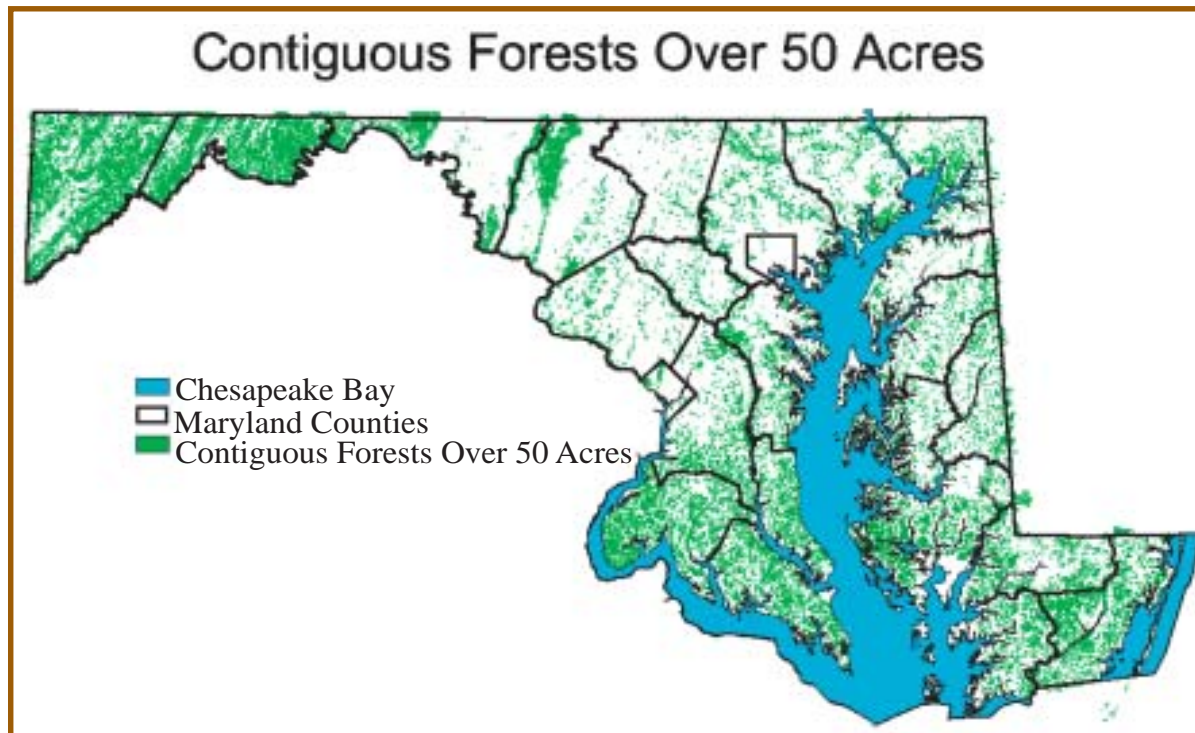 Contiguous Forests Over 50 Acres
Chesapeake Bay
Maryland Counties
Contiguous Forests Over 50 Acres